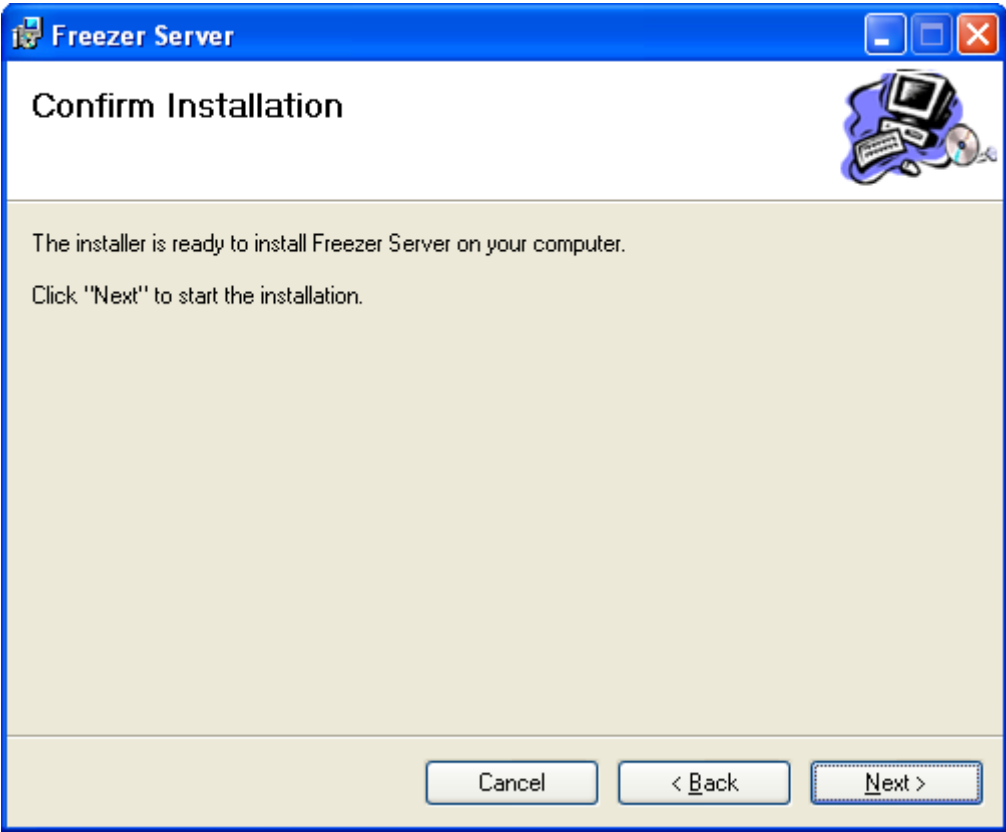 Freezer Server
Confirm Installation
The installer is ready to install Freezer Server on your computer.
Click "Next" to start the installation.
Cancel
< Back
Next >